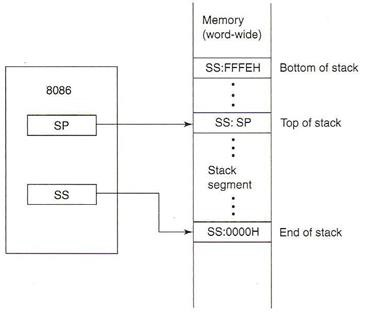 Memory
(word-wide)
SS:FFFEH Bottom of stack
8086
SP
SS: SP Top of stack
Stack
segment
SS
SS:0000H End of stack